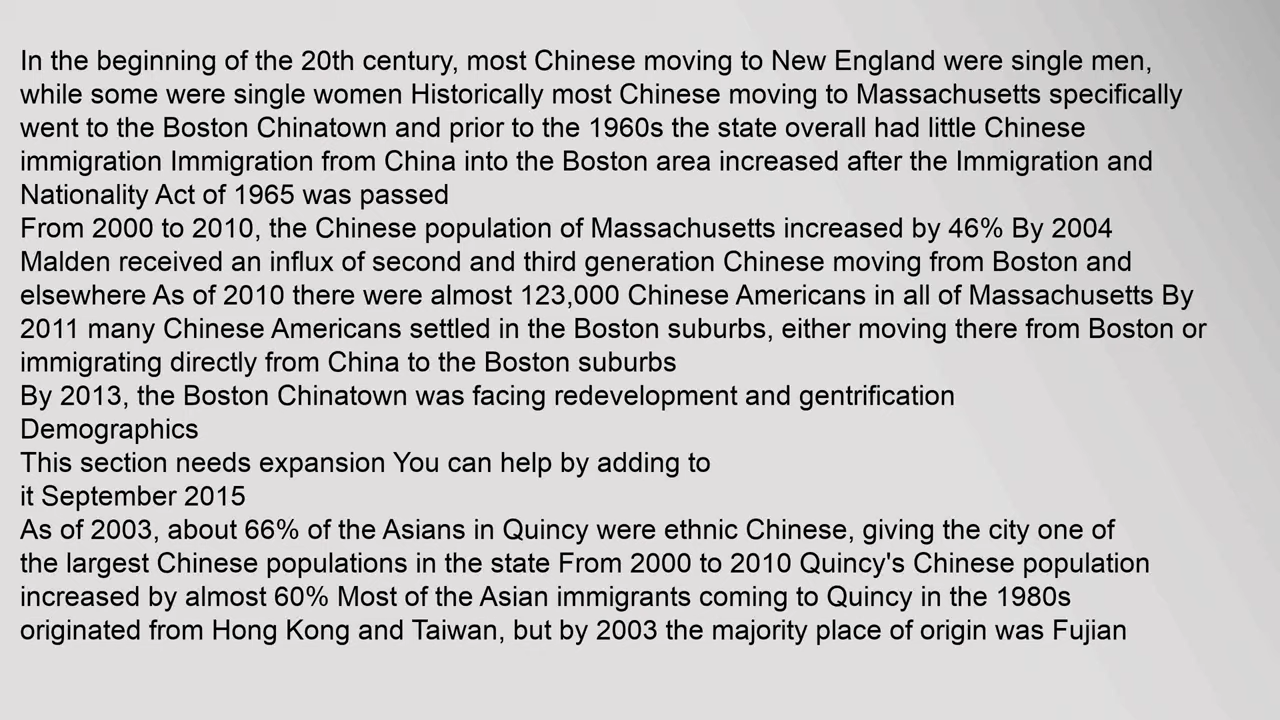 In the beginning of the 20th century, most Chinese moving to New England were single men,
while some were single women Historically most Chinese moving to Massachusetts specifically
went to the Boston Chinatown and prior to the 1960s the state overall had little Chinese
immigration Immigration from China into the Boston area increased after the Immigration and
Nationality Act of 1965 was passed
From 2000 to 2010, the Chinese population of Massachusetts increased by 46% By 2004
Malden received an influx of second and third generation Chinese moving from Boston and
elsewhere As of 2010 there were almost 123,000 Chinese Americans in all of Massachusetts By
2011 many Chinese Americans settled in the Boston suburbs, either moving there from Boston or
immigrating directly from China to the Boston suburbs
By 2013, the Boston Chinatown was facing redevelopment and gentrification
Demographics
This section needs expansion You can help by adding to
it September 2015
As of 2003, about 66% of the Asians in Quincy were ethnic Chinese, giving the city one of
the largest Chinese populations in the state From 2000 to 2010 Quincy's Chinese population
increased by almost 60% Most of the Asian immigrants coming to Quincy in the 1980s
originated from Hong Kong and Taiwan, but by 2003 the majority place of origin was Fujian